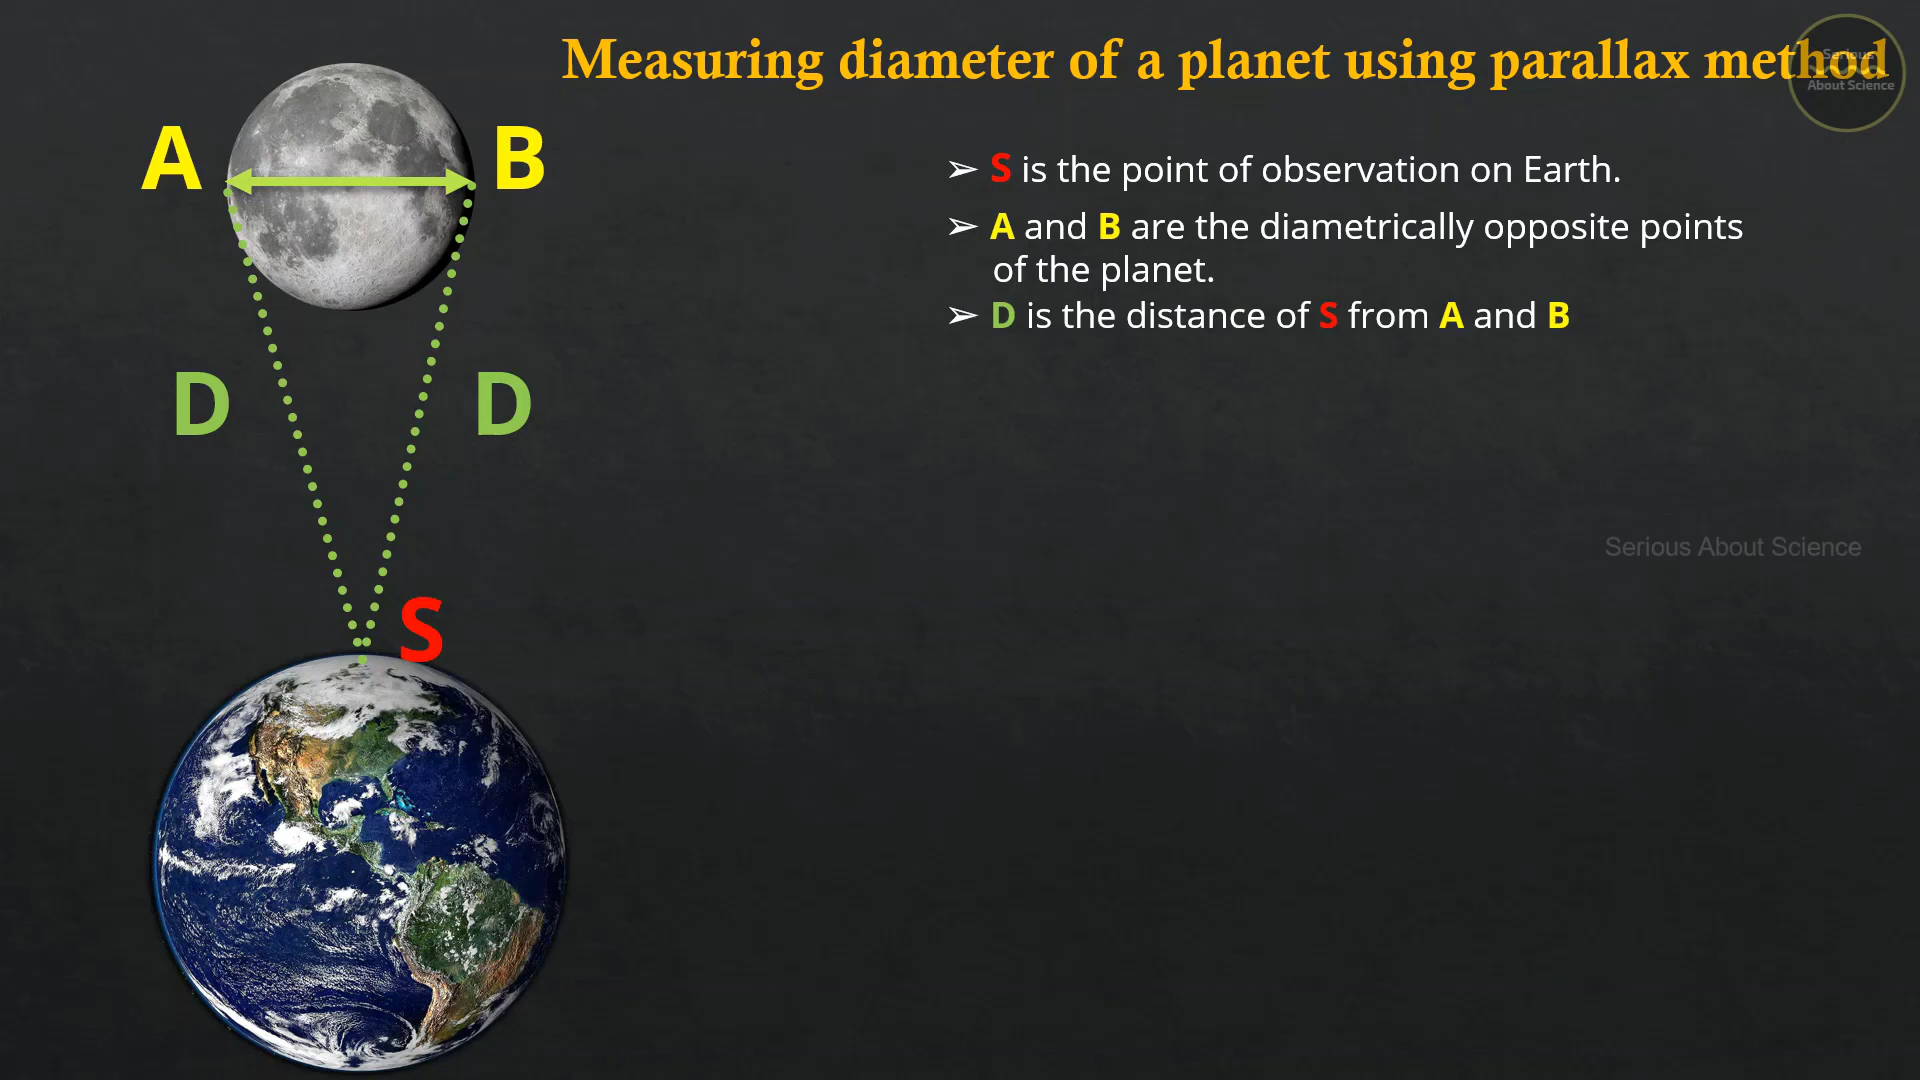 Measuring diameter of a planet using parallax method
Serious
About Science
A
B
➢ S is the point of observation on Earth.
➢ A and B are the diametrically opposite points
of the planet.
➢ D is the distance of S from A and B
D
D
Serious About Science
S